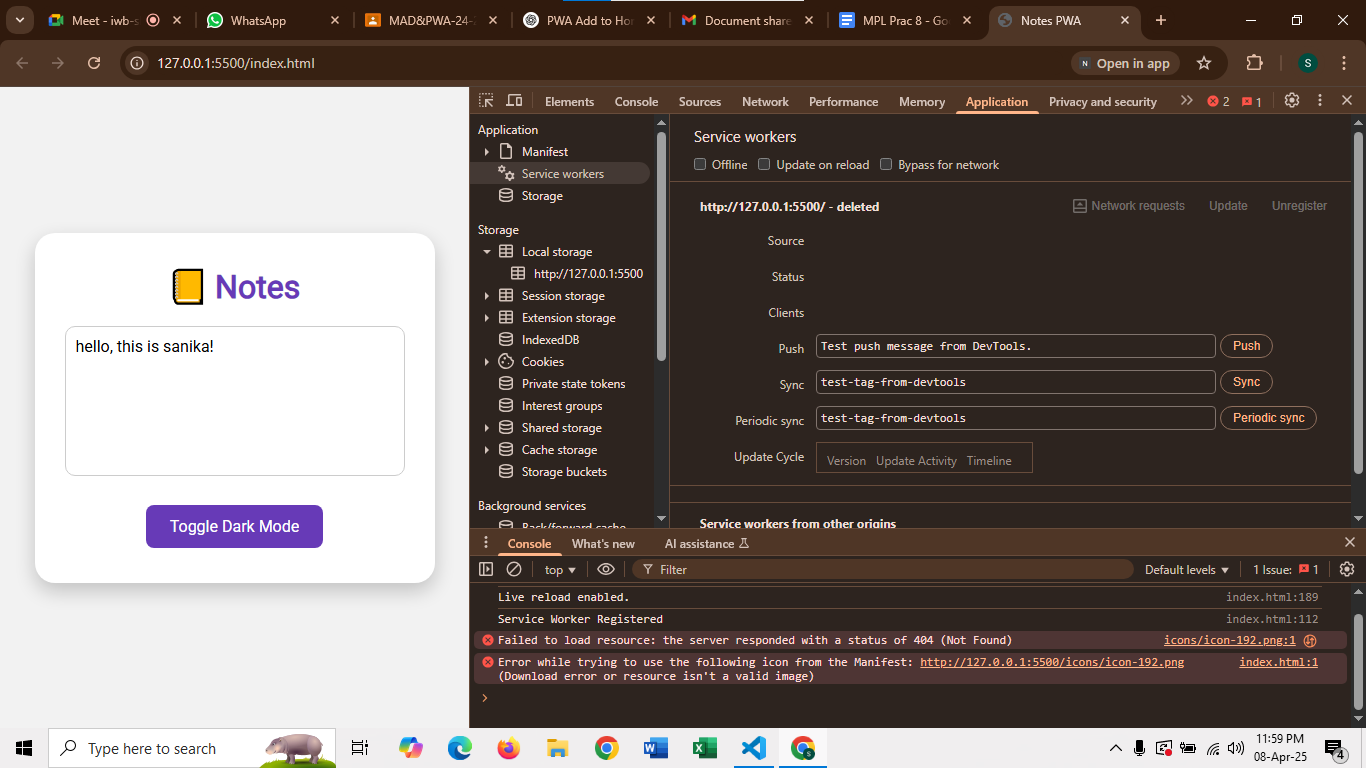 Meet - iwb-s
WhatsApp
MAD&PWA-24-
PWA Add to Hor
Document share
MPL Prac 8 - Go
Notes PWA
127.0.0.1:5500/index.html
N
Open in app
S
Elements
Console
Sources
Network
Performance
Memory
Application
Privacy and security
2
1
Application
Manifest
Service workers
Storage
Storage
Local storage
http://127.0.0.1:5500
Session storage
Extension storage
IndexedDB
Cookies
Private state tokens
Interest groups
Shared storage
Cache storage
Storage buckets
Background services
Back/forward cache
Service workers
Offline
Update on reload
Bypass for network
http://127.0.0.1:5500/ - deleted
Network requests
Update
Unregister
Source
Status
Clients
Push
Test push message from DevTools.
Push
Sync
test-tag-from-devtools
Sync
Periodic sync
test-tag-from-devtools
Periodic sync
Update Cycle
Version
Update Activity
Timeline
Service workers from other origins
Notes
hello, this is sanika!
Toggle Dark Mode
Console
What's new
AI assistance
top
Filter
Default levels
1 Issue:
1
Live reload enabled.
index.html:189
Service Worker Registered
index.html:112
Failed to load resource: the server responded with a status of 404 (Not Found)
icons/icon-192.png:1
Error while trying to use the following icon from the Manifest: http://127.0.0.1:5500/icons/icon-192.png
index.html:1
(Download error or resource isn't a valid image)
Type here to search
11:59 PM
08-Apr-25
4